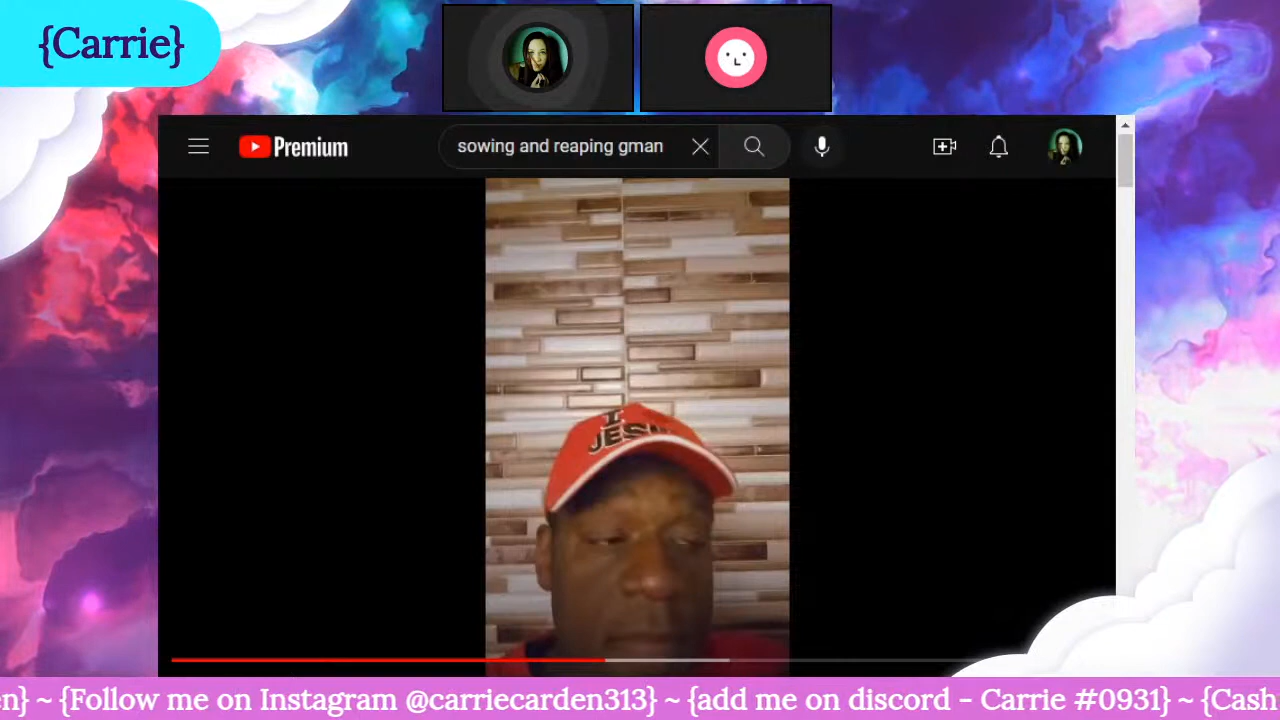 {Carrie}
Premium
sowing and reaping gman
JESUS
en} ~ {Follow me on Instagram @carriecarden313} ~ {add me on discord - Carrie #0931} ~ {Cash